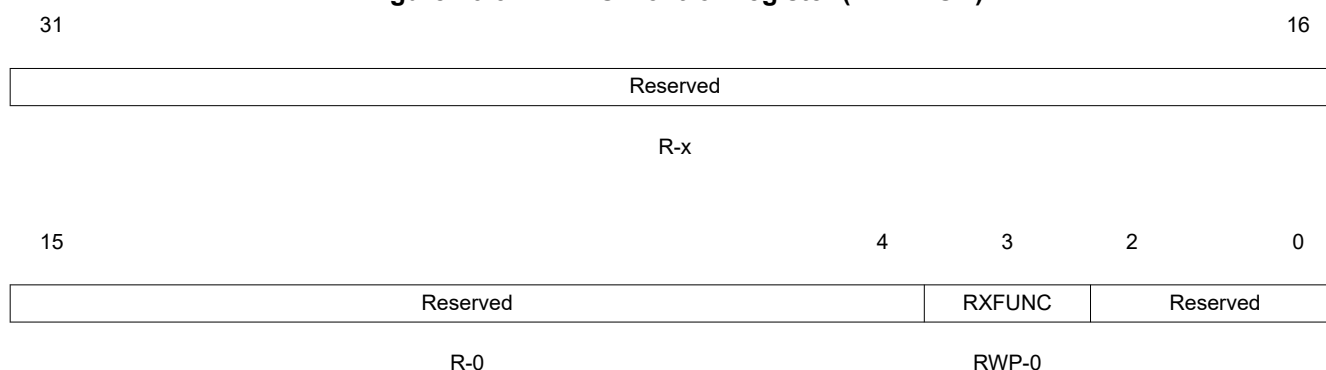 31 16
Reserved
R-x
15 4 3 2 0
Reserved RXFUNC Reserved
R-0 RWP-0